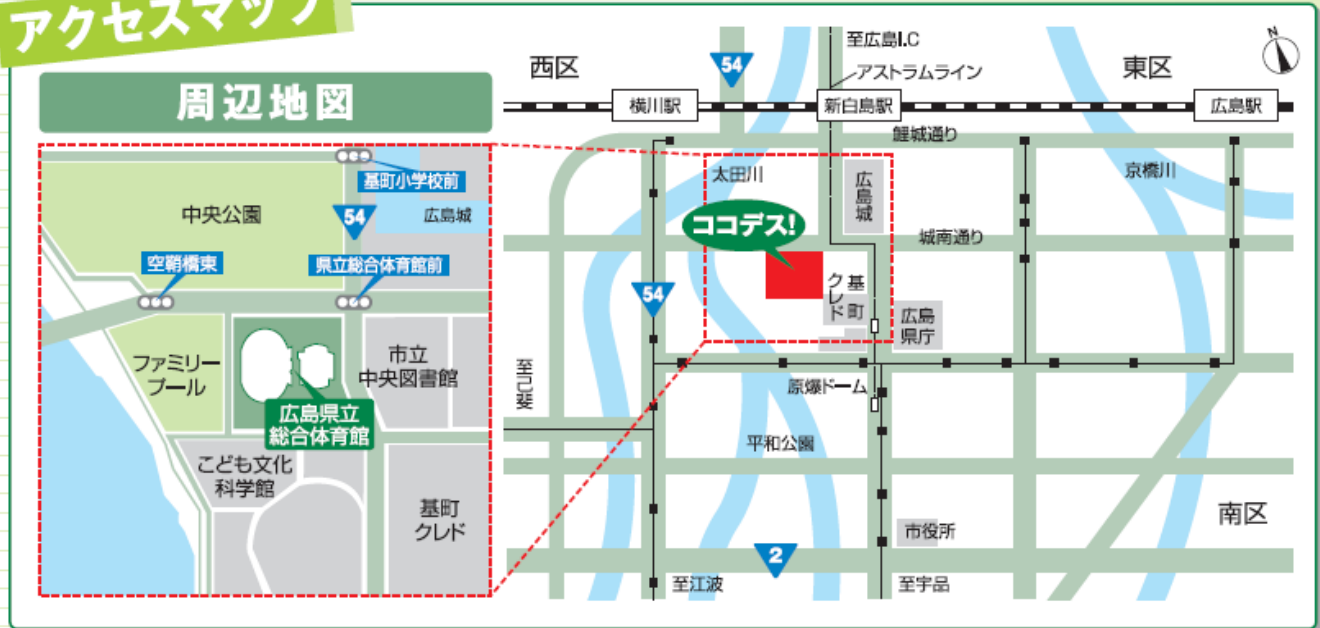 アクセスマップ
周辺地図
基町小学校前
中央公園
54
広島城
空鞘橋東
県立総合体育館前
ファミリー
プール
市立
中央図書館
広島県立
総合体育館
こども文化
科学館
基町
クレド
西区
54
至広島I.C
アストラムライン
東区
N
横川駅
新白島駅
広島駅
鯉城通り
太田川
広島城
京橋川
ココデス!
城南通り
54
基町
クレド
広島
県庁
至己斐
原爆ドーム
平和公園
南区
市役所
2
至江波
至宇品